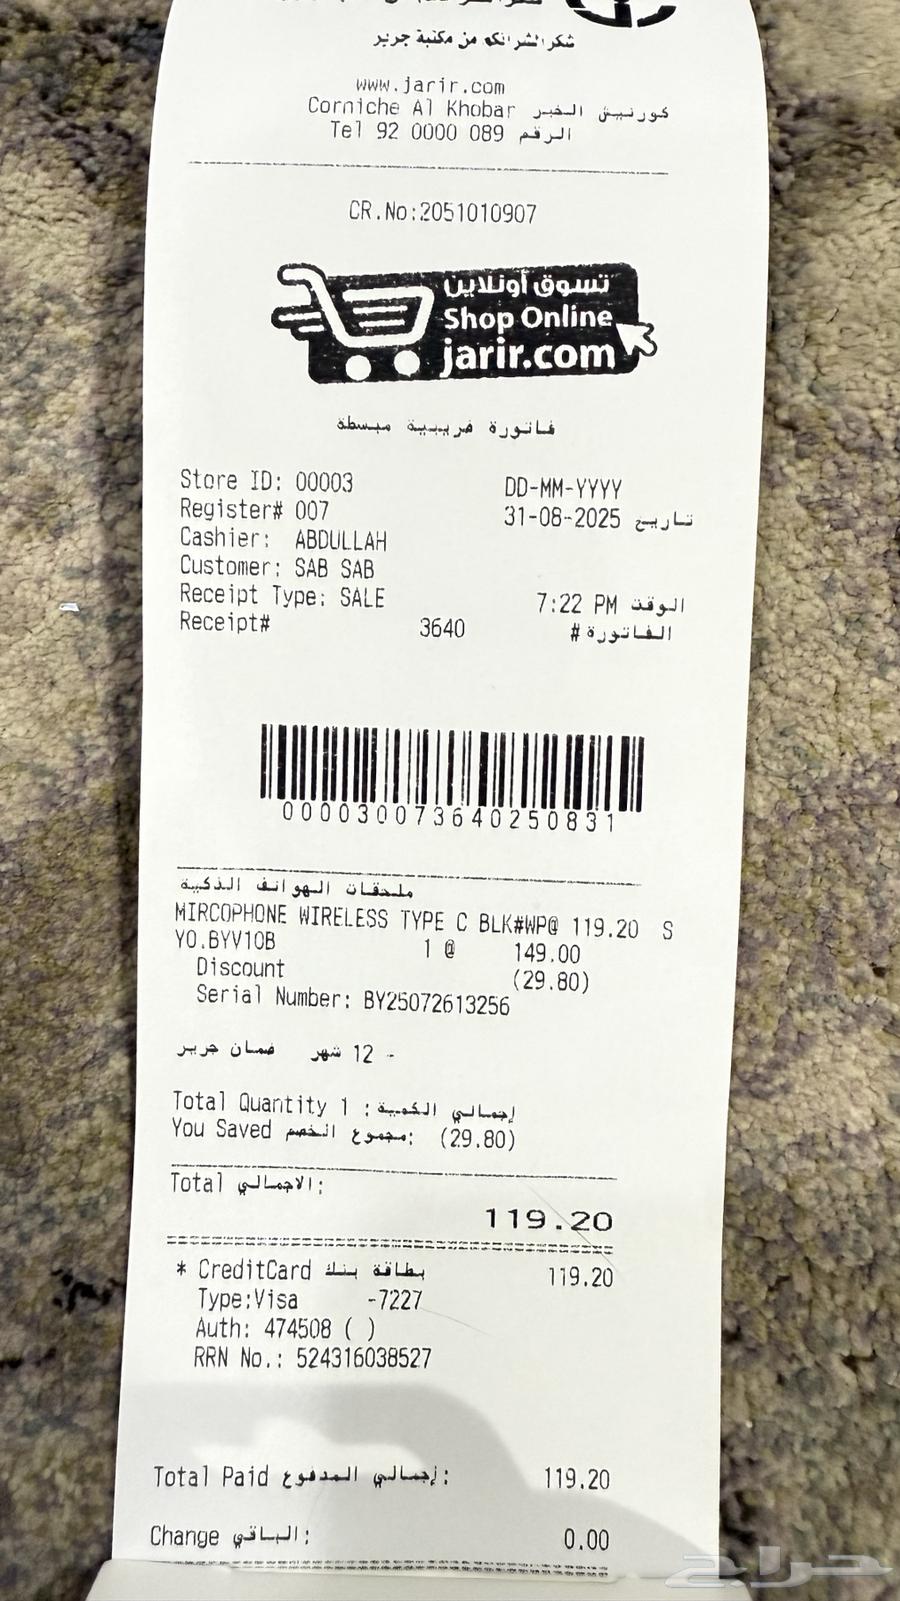 شكر الشرائكم من مكتبة جرير
www.jarir.com
Corniche Al Khobar كورنيش الخبر
Tel 92 0000 089 الرقم
CR.No:2051010907
تسوق أونلاين
Shop Online
jarir.com
فاتورة ضريبية مبسطة
Store ID: 00003 DD-MM-YYYY
Register# 007 31-08-2025 تاريخ
Cashier: ABDULLAH
Customer: SAB SAB
Receipt Type: SALE 7:22 PM الوقت
Receipt# 3640 الفاتورة #
000030073640250831
ملحقات الهواتف الذكية
MIRCOPHONE WIRELESS TYPE C BLK#WP@ 119.20 S
YO.BYV10B 1 @ 149.00
Discount (29.80)
Serial Number: BY25072613256
ضمان جرير 12 شهر -
Total Quantity 1 : إجمالي الكمية
You Saved مجموع الخصم: (29.80)
Total الاجمالي:
119.20
* CreditCard بطاقة بنك 119.20
Type:Visa -7227
Auth: 474508 ( )
RRN No.: 524316038527
Total Paid إجمالي المدفوع: 119.20
Change الباقي: 0.00
حراج